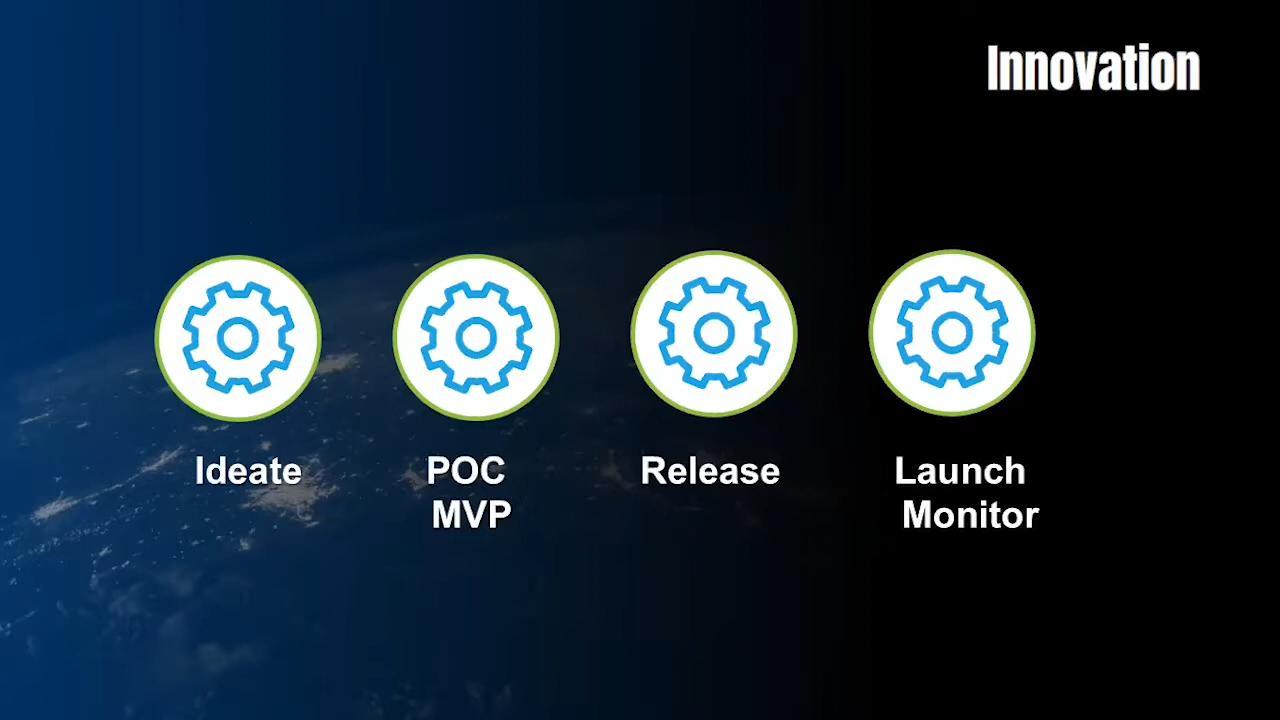 Innovation
Ideate
POC
MVP
Release
Launch
Monitor